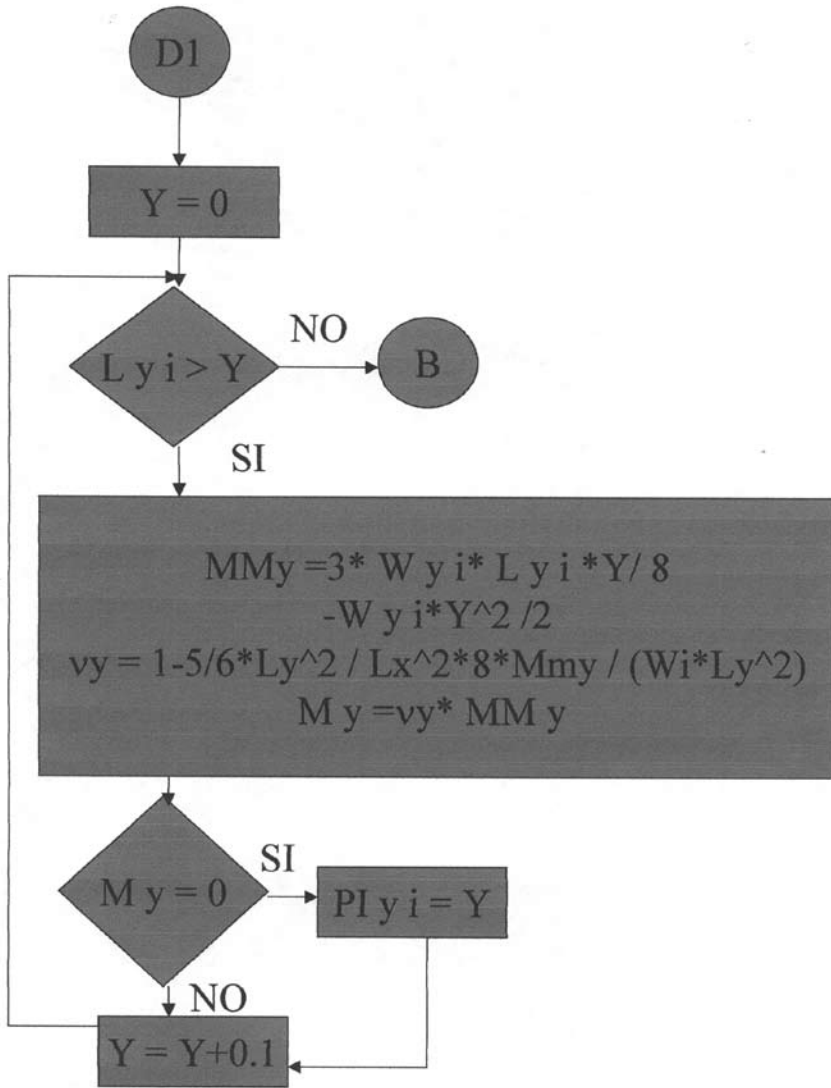 D1
Y = 0
L y i > Y
NO
B
SI
MMy =3* W y i* L y i *Y/ 8
-W y i*Y^2 /2
νy = 1-5/6*Ly^2 / Lx^2*8*Mmy / (Wi*Ly^2)
M y =νy* MM y
M y = 0
SI
PI y i = Y
NO
Y = Y+0.1